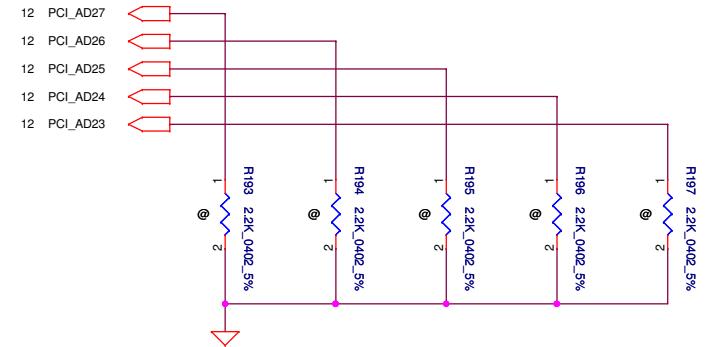 12 PCI_AD27
12 PCI_AD26
12 PCI_AD25
12 PCI_AD24
12 PCI_AD23
1
R193 2.2K_0402_5%
@
2
1
R194 2.2K_0402_5%
@
2
1
R195 2.2K_0402_5%
@
2
1
R196 2.2K_0402_5%
@
2
1
R197 2.2K_0402_5%
@
2